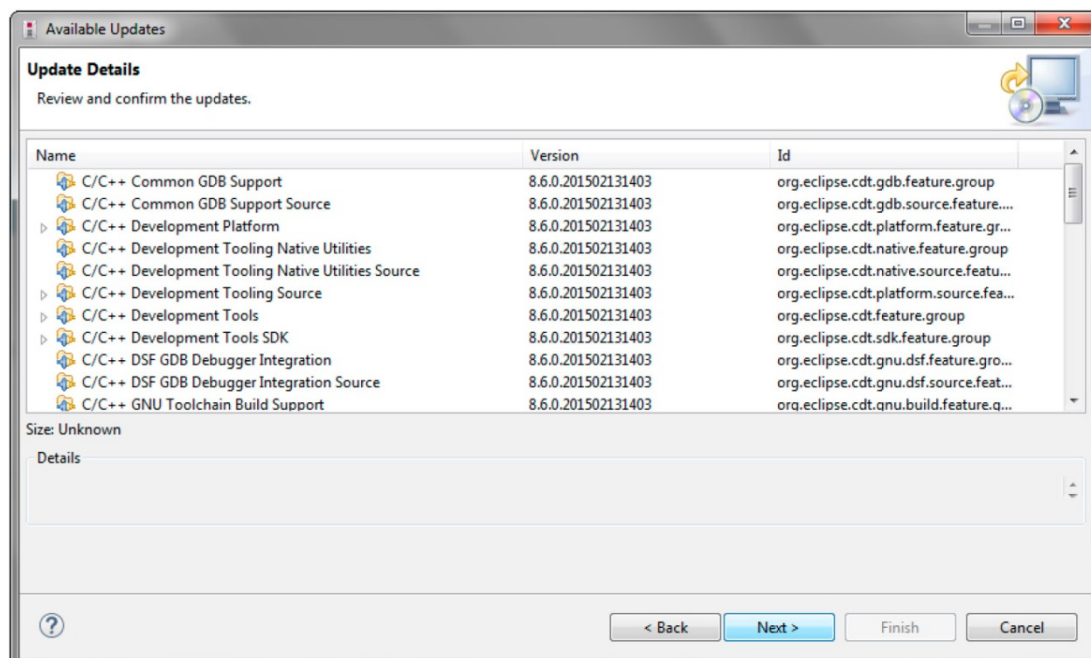 Available Updates
Update Details
Review and confirm the updates.
Name Version Id
C/C++ Common GDB Support 8.6.0.201502131403 org.eclipse.cdt.gdb.feature.group
C/C++ Common GDB Support Source 8.6.0.201502131403 org.eclipse.cdt.gdb.source.feature....
C/C++ Development Platform 8.6.0.201502131403 org.eclipse.cdt.platform.feature.gr...
C/C++ Development Tooling Native Utilities 8.6.0.201502131403 org.eclipse.cdt.native.feature.group
C/C++ Development Tooling Native Utilities Source 8.6.0.201502131403 org.eclipse.cdt.native.source.featu...
C/C++ Development Tooling Source 8.6.0.201502131403 org.eclipse.cdt.platform.source.fea...
C/C++ Development Tools 8.6.0.201502131403 org.eclipse.cdt.feature.group
C/C++ Development Tools SDK 8.6.0.201502131403 org.eclipse.cdt.sdk.feature.group
C/C++ DSF GDB Debugger Integration 8.6.0.201502131403 org.eclipse.cdt.gnu.dsf.feature.gro...
C/C++ DSF GDB Debugger Integration Source 8.6.0.201502131403 org.eclipse.cdt.gnu.dsf.source.feat...
C/C++ GNU Toolchain Build Support 8.6.0.201502131403 org.eclipse.cdt.gnu.build.feature.g...
Size: Unknown
Details
< Back Next > Finish Cancel